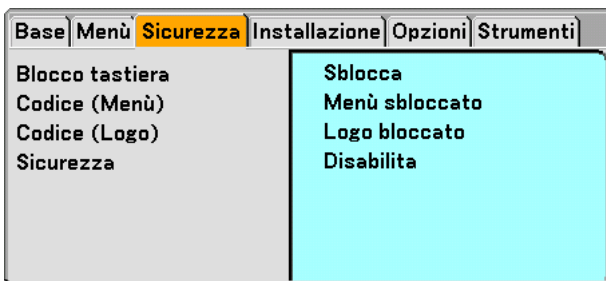 Base Menù Sicurezza Installazione Opzioni Strumenti
Blocco tastiera Sblocca
Codice (Menù) Menù sbloccato
Codice (Logo) Logo bloccato
Sicurezza Disabilita